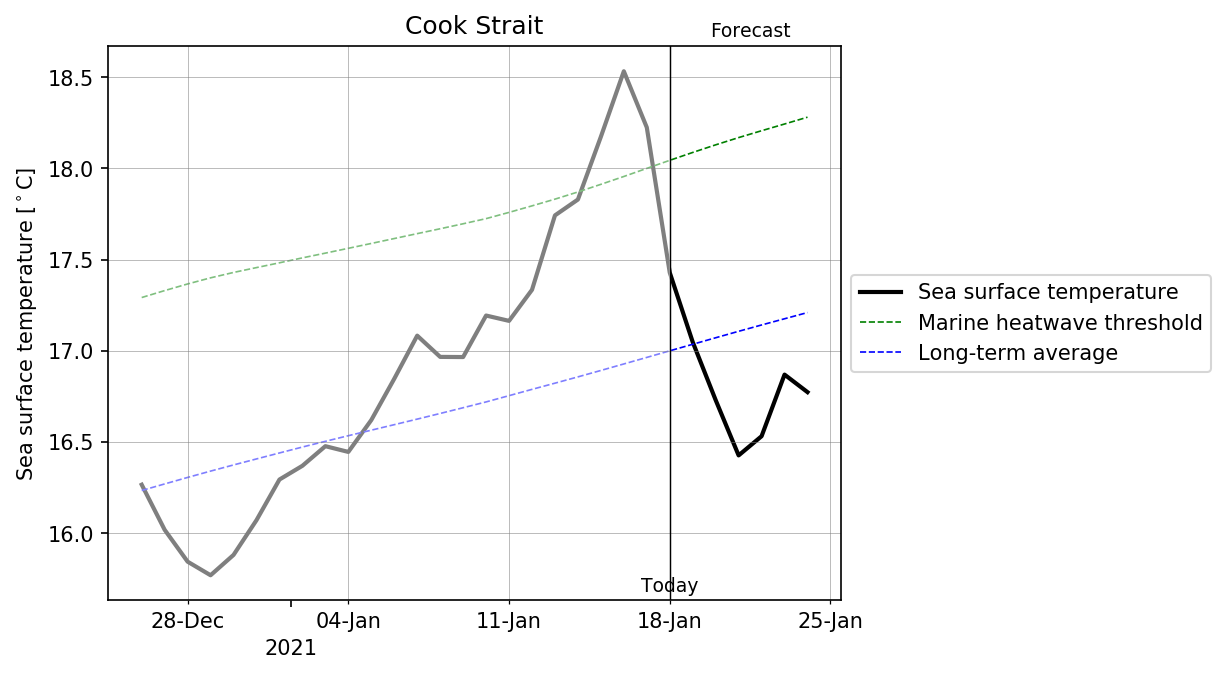 Cook Strait
Forecast
18.5
18.0
17.5
17.0
16.5
16.0
Sea surface temperature [°C]
Sea surface temperature
Marine heatwave threshold
Long-term average
Today
28-Dec
04-Jan
11-Jan
18-Jan
25-Jan
2021